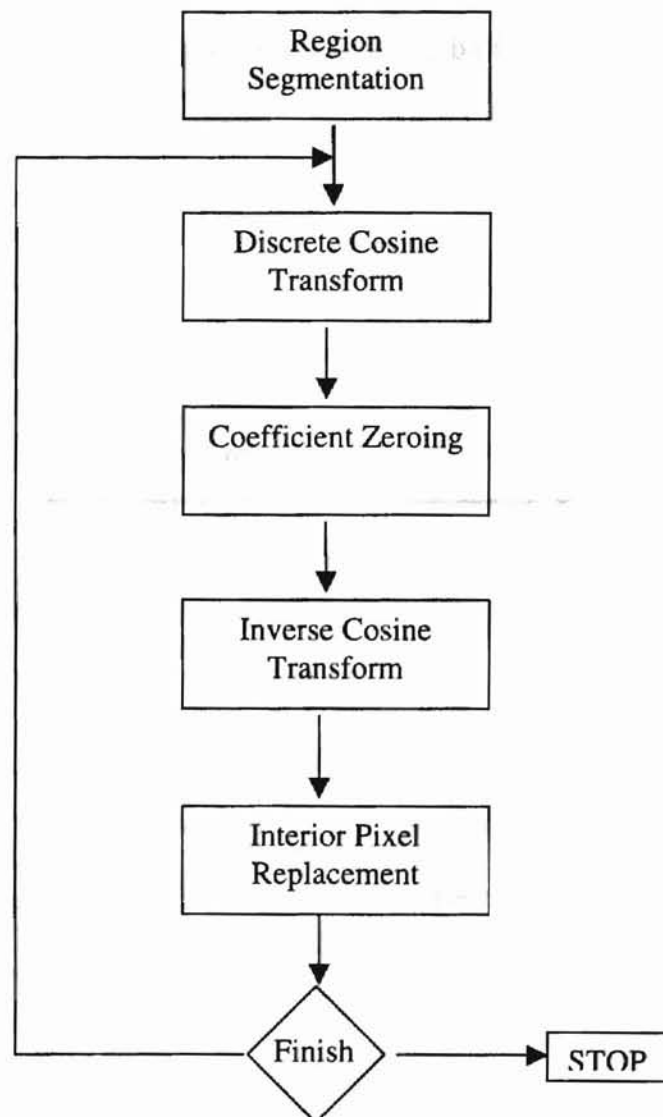 Region
Segmentation
Discrete Cosine
Transform
Coefficient Zeroing
Inverse Cosine
Transform
Interior Pixel
Replacement
Finish
STOP